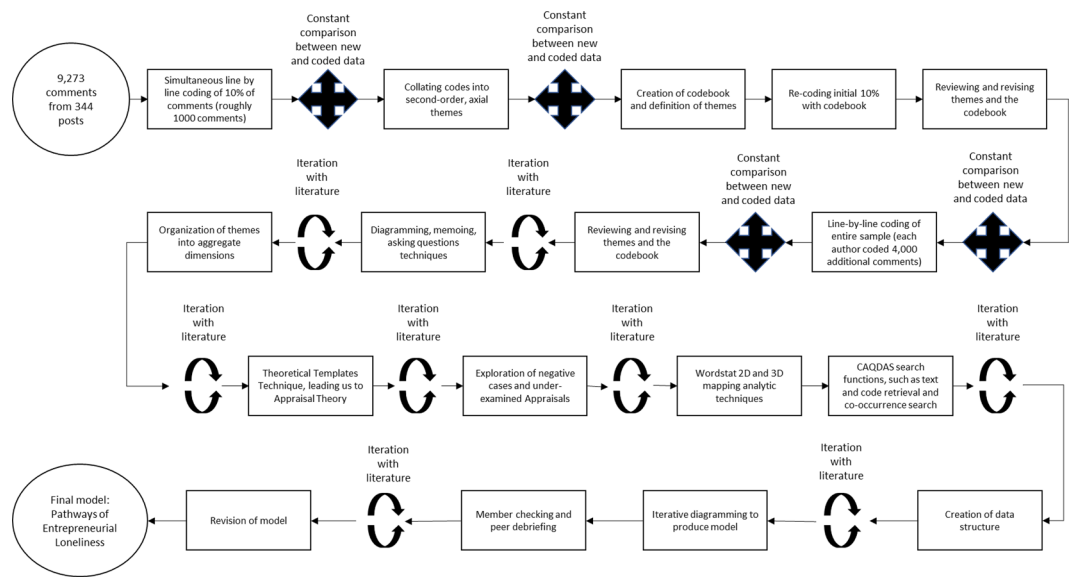 9,273
comments
from 344
posts
Simultaneous line by
line coding of 10% of
comments (roughly
1000 comments)
Constant
comparison
between new
and coded data
Collating codes into
second-order, axial
themes
Constant
comparison
between new
and coded data
Creation of codebook
and definition of themes
Re-coding initial 10%
with codebook
Reviewing and revising
themes and the
codebook
Constant
comparison
between new
and coded data
Line-by-line coding of
entire sample (each
author coded 4,000
additional comments)
Constant
comparison
between new
and coded data
Reviewing and revising
themes and the
codebook
Iteration
with
literature
Diagramming, memoing,
asking questions
techniques
Iteration
with
literature
Organization of themes
into aggregate
dimensions
Iteration
with
literature
Theoretical Templates
Technique, leading us to
Appraisal Theory
Iteration
with
literature
Exploration of negative
cases and under-
examined Appraisals
Iteration
with
literature
Wordstat 2D and 3D
mapping analytic
techniques
CAQDAS search
functions, such as text
and code retrieval and
co-occurrence search
Iteration
with
literature
Creation of data
structure
Iteration
with
literature
Iterative diagramming to
produce model
Member checking and
peer debriefing
Iteration
with
literature
Revision of model
Final model:
Pathways of
Entrepreneurial
Loneliness